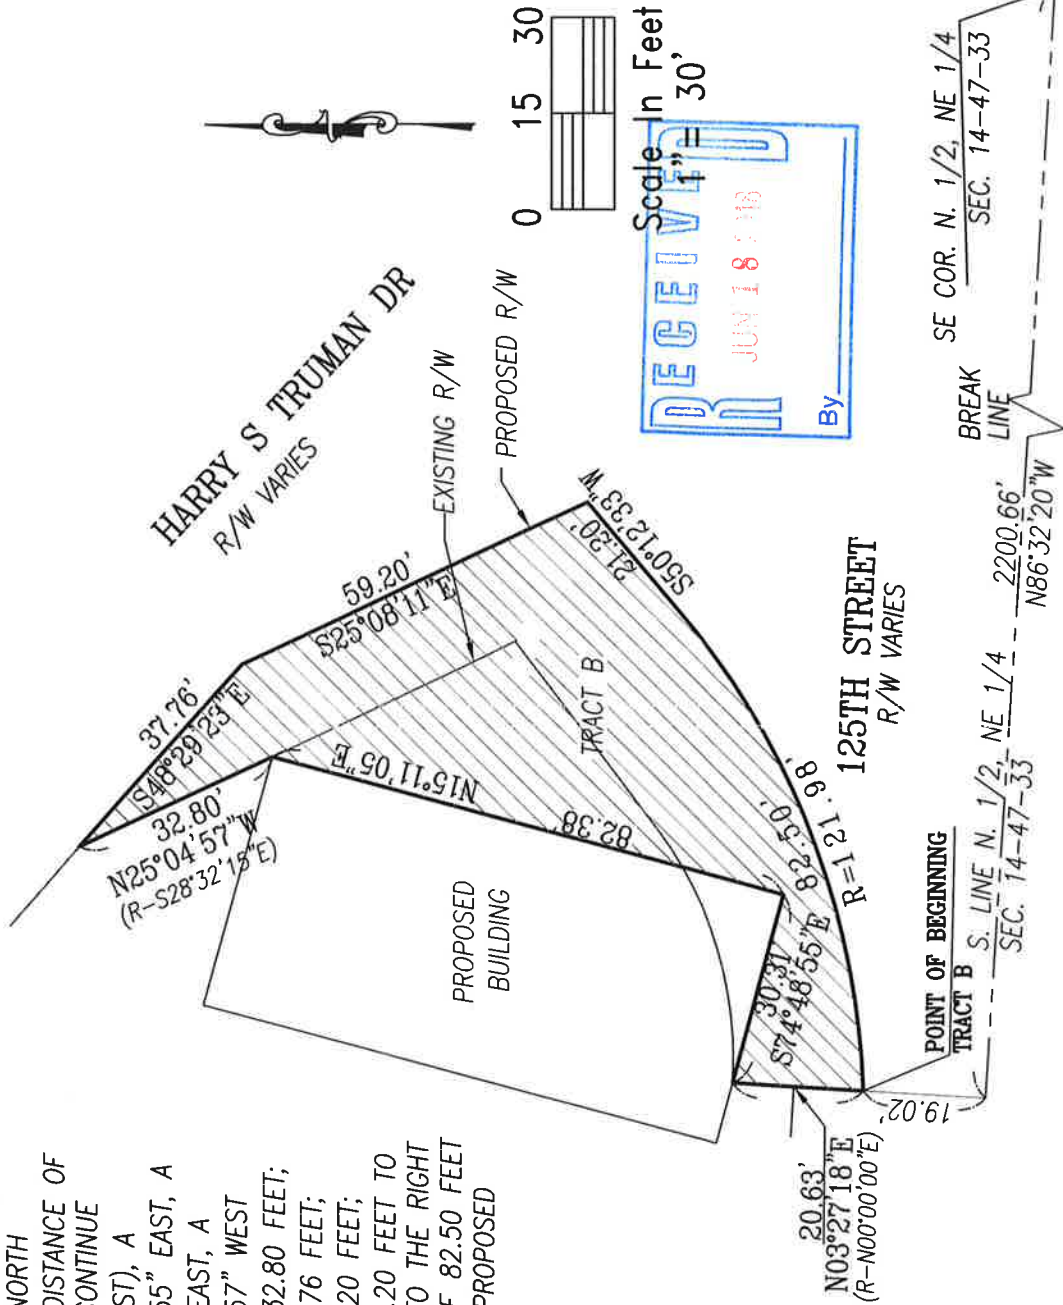 NORTH
DISTANCE OF
CONTINUE
ST), A
55" EAST, A
EAST, A
57" WEST
32.80 FEET;
76 FEET;
20 FEET;
.20 FEET TO
TO THE RIGHT
F 82.50 FEET
PROPOSED
HARRY S TRUMAN DR
R/W VARIES
0 15 30
Scale In Feet
1" = 30'
RECEIVED
JUN 18
By
EXISTING R/W
PROPOSED R/W
37.76'
S48°29'23"E
59.20'
S25°08'11"E
32.80'
N25°04'57"W
(R-S28°32'15"E)
N15°11'05"E
82.38'
TRACT B
21.20'
S50°12'33"W
PROPOSED
BUILDING
30.31'
S74°48'55"E
82.50'
R=121.98'
125TH STREET
R/W VARIES
20.63'
N03°27'18"E
(R-N00°00'00"E)
19.02'
POINT OF BEGINNING
TRACT B
S. LINE N. 1/2, NE 1/4
SEC. 14-47-33
2200.66'
N86°32'20"W
BREAK
LINE
SE COR. N. 1/2, NE 1/4
SEC. 14-47-33